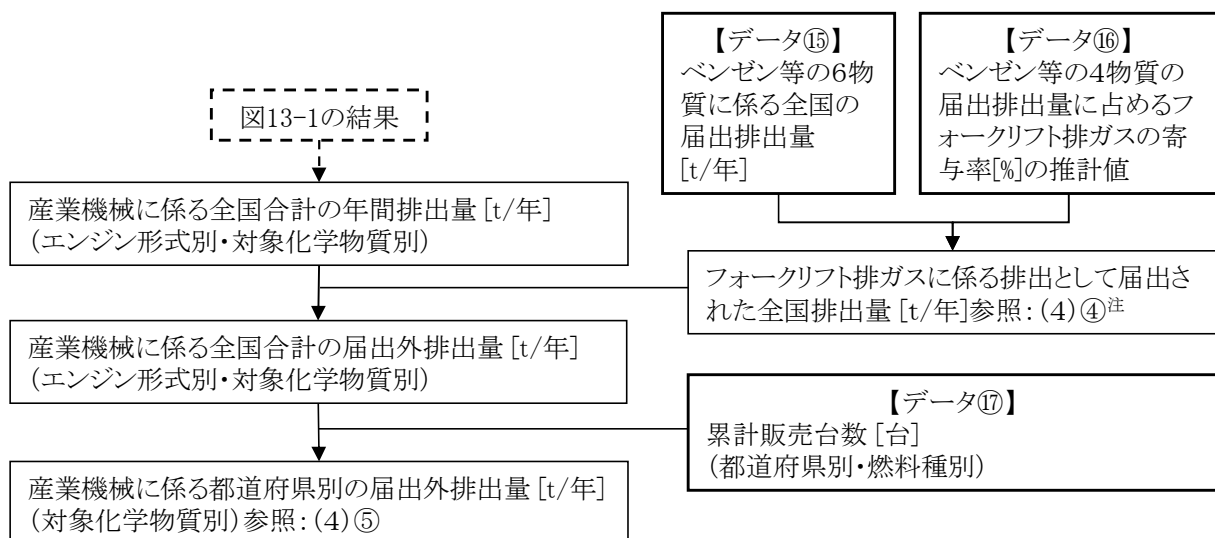 【データ⑮】
ベンゼン等の6物
質に係る全国の
届出排出量
[t/年]
【データ⑯】
ベンゼン等の4物質の
届出排出量に占めるフ
ォークリフト排ガスの寄
与率[%]の推計値
図13-1の結果
産業機械に係る全国合計の年間排出量[t/年]
(エンジン形式別・対象化学物質別)
フォークリフト排ガスに係る排出として届出さ
れた全国排出量[t/年]参照:(4)④注
産業機械に係る全国合計の届出外排出量[t/年]
(エンジン形式別・対象化学物質別)
【データ⑰】
累計販売台数[台]
(都道府県別・燃料種別)
産業機械に係る都道府県別の届出外排出量[t/年]
(対象化学物質別)参照:(4)⑤